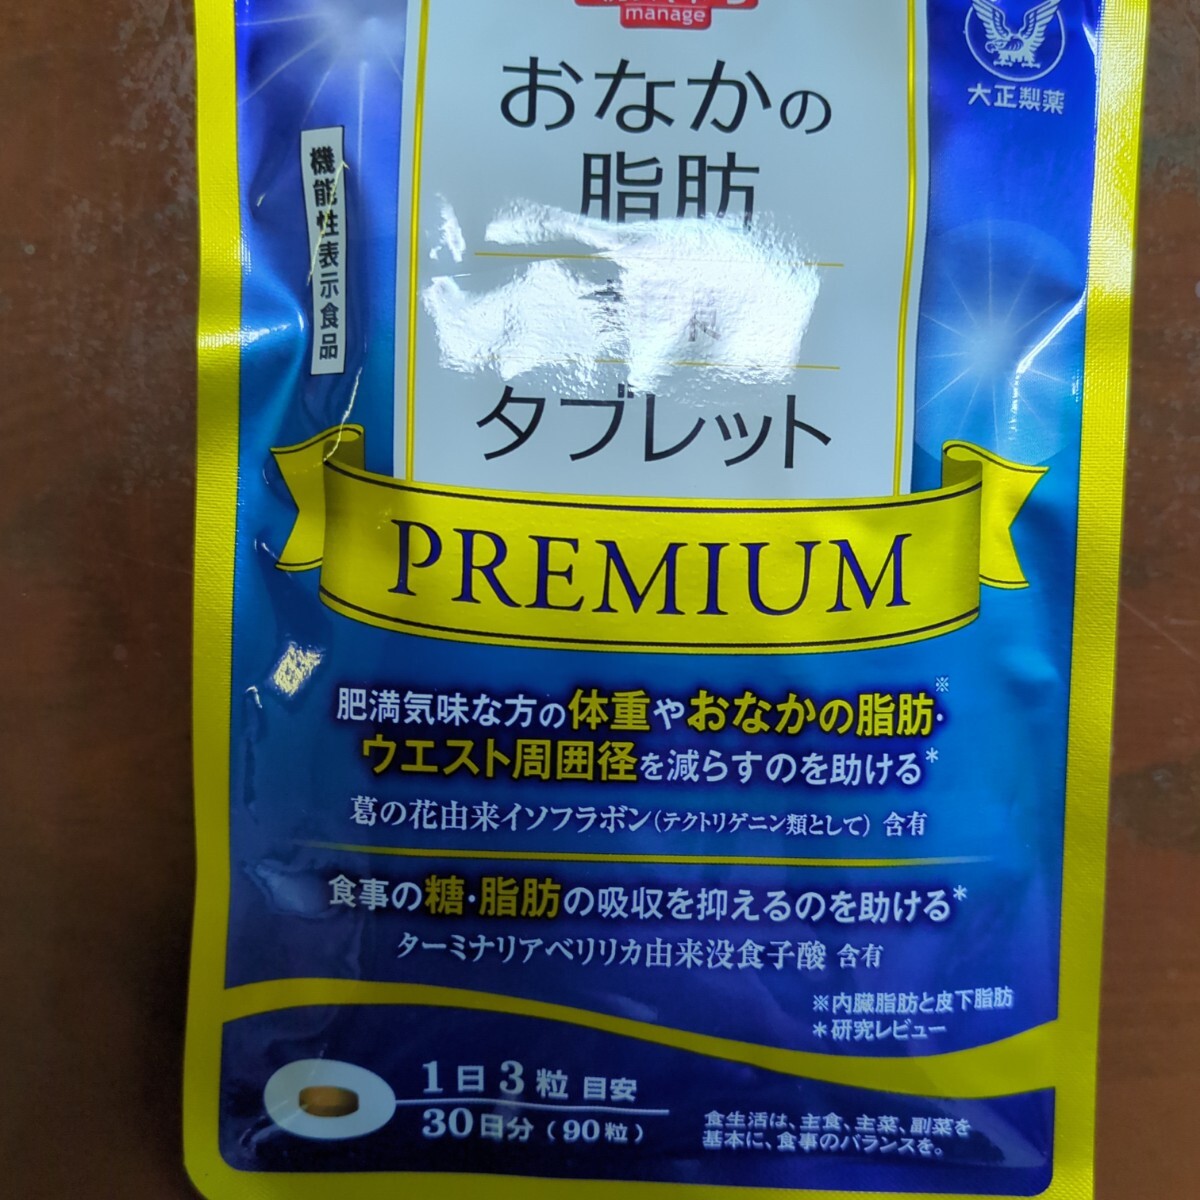 manage
大正製薬
おなかの
脂肪
タブレット
機能性表示食品
PREMIUM
肥満気味な方の体重やおなかの脂肪※・
ウエスト周囲径を減らすのを助ける*
葛の花由来イソフラボン(テクトリゲニン類として) 含有
食事の糖・脂肪の吸収を抑えるのを助ける*
ターミナリアベリリカ由来没食子酸 含有
※内臓脂肪と皮下脂肪
*研究レビュー
1日3粒 目安
30日分(90粒)
食生活は、主食、主菜、副菜を
基本に、食事のバランスを。